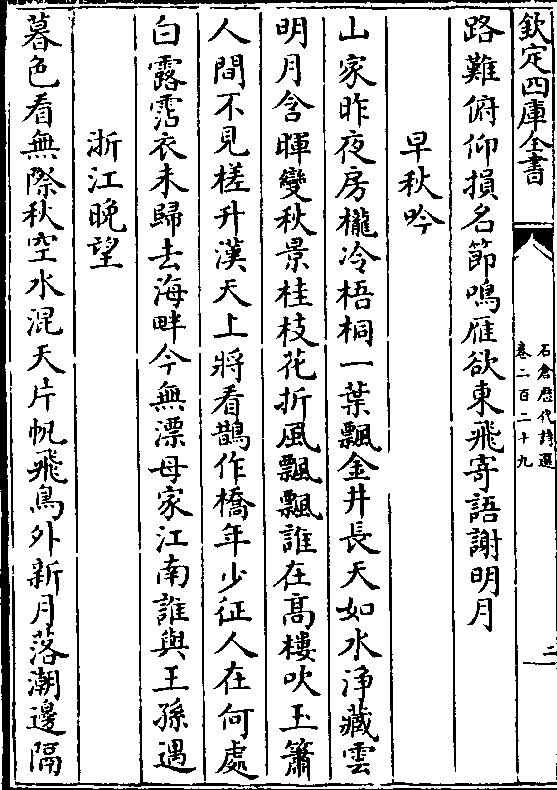 欽定四庫全書
石倉歷代詩選
卷二百二十九
二
路難俯仰損名節鳴雁欲東飛寄語謝明月
早秋吟
山家昨夜房櫳冷梧桐一葉飄金井長天如水淨藏雲
明月含暉變秋景桂枝花折風飄飄誰在髙樓吹玉簫
人間不見槎升漢天上將看鵲作橋年少征人在何處
白露霑衣未歸去海畔今無漂母家江南誰與王孫遇
浙江晚望
暮色看無際秋空水混天片帆飛鳥外新月落潮邊隔